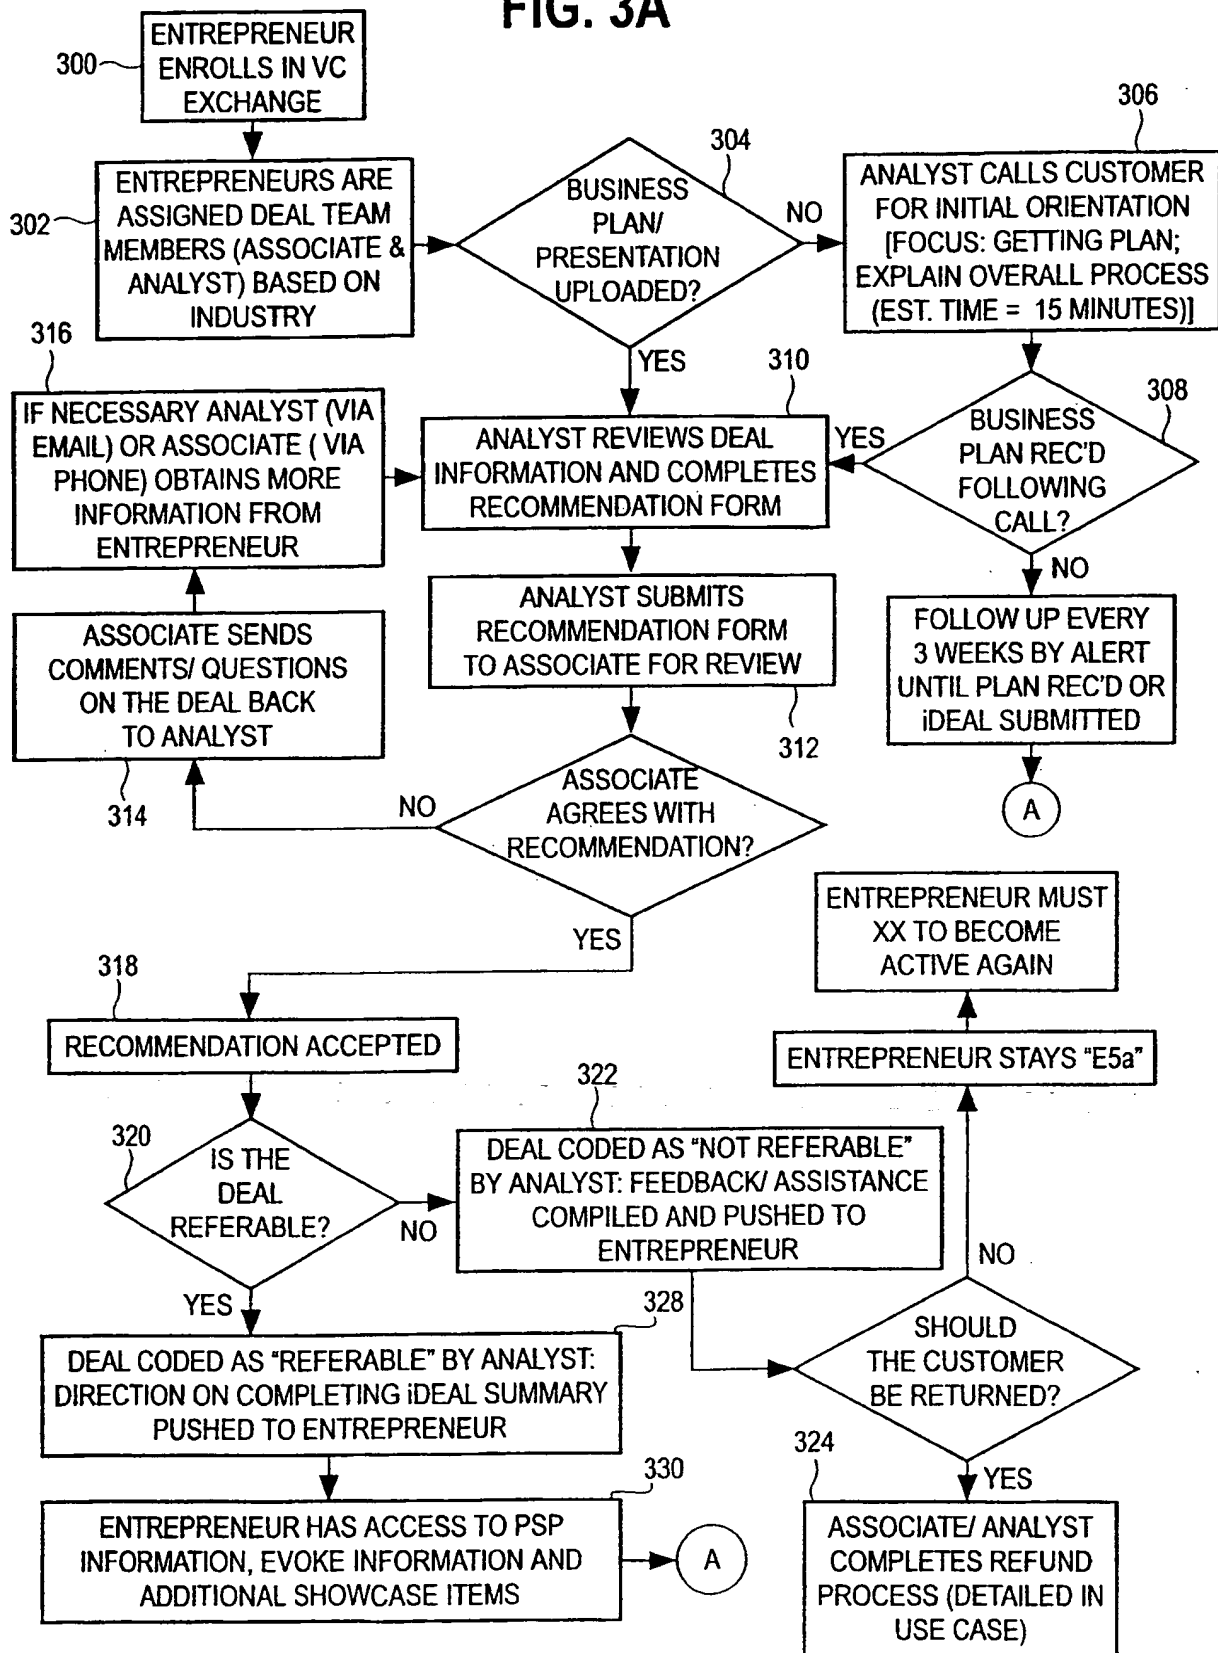 FIG. 3A
300
ENTREPRENEUR
ENROLLS IN VC
EXCHANGE
302
ENTREPRENEURS ARE
ASSIGNED DEAL TEAM
MEMBERS (ASSOCIATE &
ANALYST) BASED ON
INDUSTRY
304
BUSINESS
PLAN/
PRESENTATION
UPLOADED?
NO
YES
306
ANALYST CALLS CUSTOMER
FOR INITIAL ORIENTATION
[FOCUS: GETTING PLAN;
EXPLAIN OVERALL PROCESS
(EST. TIME = 15 MINUTES)]
308
BUSINESS
PLAN REC'D
FOLLOWING
CALL?
YES
NO
FOLLOW UP EVERY
3 WEEKS BY ALERT
UNTIL PLAN REC'D OR
iDEAL SUBMITTED
A
310
ANALYST REVIEWS DEAL
INFORMATION AND COMPLETES
RECOMMENDATION FORM
ANALYST SUBMITS
RECOMMENDATION FORM
TO ASSOCIATE FOR REVIEW
312
ASSOCIATE
AGREES WITH
RECOMMENDATION?
NO
YES
314
ASSOCIATE SENDS
COMMENTS/ QUESTIONS
ON THE DEAL BACK
TO ANALYST
316
IF NECESSARY ANALYST (VIA
EMAIL) OR ASSOCIATE ( VIA
PHONE) OBTAINS MORE
INFORMATION FROM
ENTREPRENEUR
318
RECOMMENDATION ACCEPTED
320
IS THE
DEAL
REFERABLE?
NO
YES
322
DEAL CODED AS "NOT REFERABLE"
BY ANALYST: FEEDBACK/ ASSISTANCE
COMPILED AND PUSHED TO
ENTREPRENEUR
SHOULD
THE CUSTOMER
BE RETURNED?
NO
ENTREPRENEUR STAYS "E5a"
ENTREPRENEUR MUST
XX TO BECOME
ACTIVE AGAIN
YES
324
ASSOCIATE/ ANALYST
COMPLETES REFUND
PROCESS (DETAILED IN
USE CASE)
328
DEAL CODED AS "REFERABLE" BY ANALYST:
DIRECTION ON COMPLETING iDEAL SUMMARY
PUSHED TO ENTREPRENEUR
330
ENTREPRENEUR HAS ACCESS TO PSP
INFORMATION, EVOKE INFORMATION AND
ADDITIONAL SHOWCASE ITEMS
A